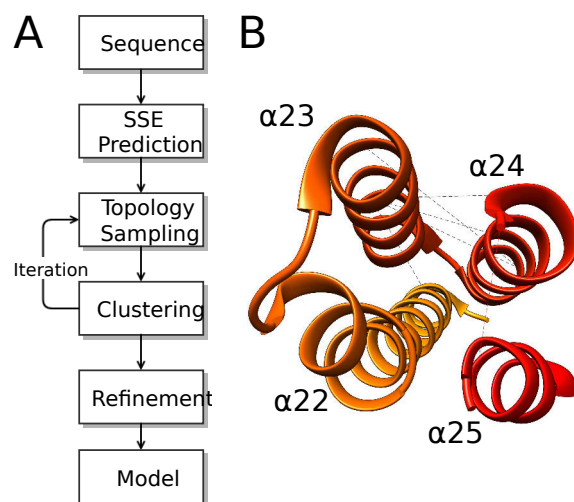 A
Sequence
SSE
Prediction
Topology
Sampling
Iteration
Clustering
Refinement
Model
B
α23
α24
α22
α25